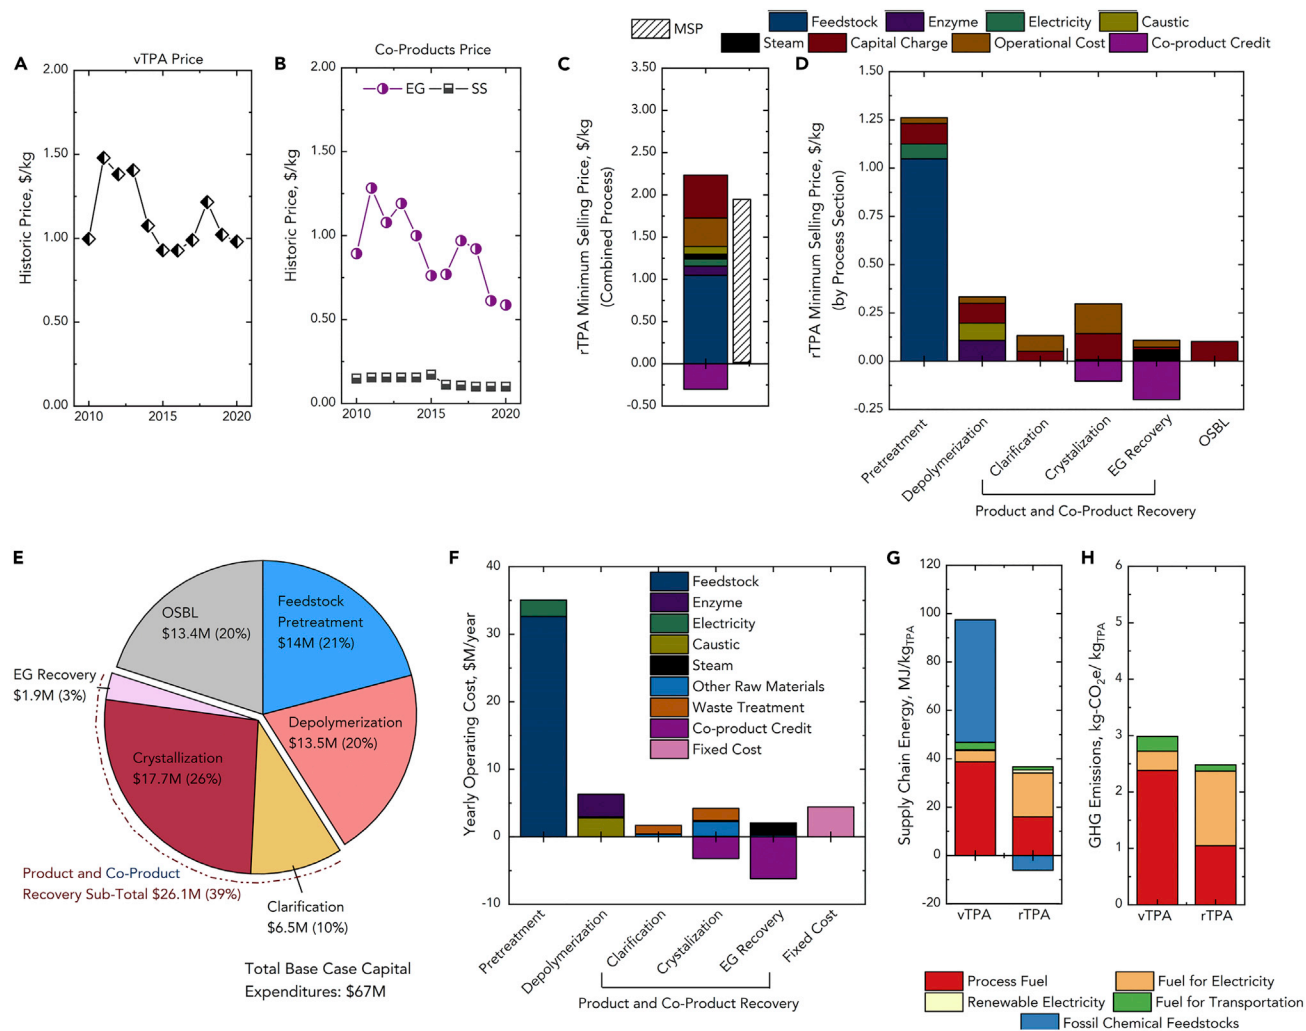 MSP
Feedstock
Enzyme
Electricity
Caustic
Steam
Capital Charge
Operational Cost
Co-product Credit
A
vTPA Price
Historic Price, $/kg
2.00
1.50
1.00
0.50
0.00
2010
2015
2020
B
Co-Products Price
EG
SS
Historic Price, $/kg
2.00
1.50
1.00
0.50
0.00
2010
2015
2020
C
rTPA Minimum Selling Price, $/kg
(Combined Process)
3.50
3.00
2.50
2.00
1.50
1.00
0.50
0.00
-0.50
D
rTPA Minimum Selling Price, $/kg
(by Process Section)
1.50
1.25
1.00
0.75
0.50
0.25
0.00
-0.25
Pretreatment
Depolymerization
Clarification
Crystalization
EG Recovery
OSBL
Product and Co-Product Recovery
E
OSBL
$13.4M (20%)
Feedstock
Pretreatment
$14M (21%)
EG Recovery
$1.9M (3%)
Depolymerization
$13.5M (20%)
Crystallization
$17.7M (26%)
Product and Co-Product
Recovery Sub-Total $26.1M (39%)
Clarification
$6.5M (10%)
Total Base Case Capital
Expenditures: $67M
F
Yearly Operating Cost, $M/year
40
30
20
10
0
-10
Feedstock
Enzyme
Electricity
Caustic
Steam
Other Raw Materials
Waste Treatment
Co-product Credit
Fixed Cost
Pretreatment
Depolymerization
Clarification
Crystalization
EG Recovery
Fixed Cost
Product and Co-Product Recovery
G
Supply Chain Energy, MJ/kgTPA
120
100
80
60
40
20
0
-20
vTPA
rTPA
H
GHG Emissions, kg-CO2e/ kgTPA
6
5
4
3
2
1
0
vTPA
rTPA
Process Fuel
Fuel for Electricity
Renewable Electricity
Fuel for Transportation
Fossil Chemical Feedstocks